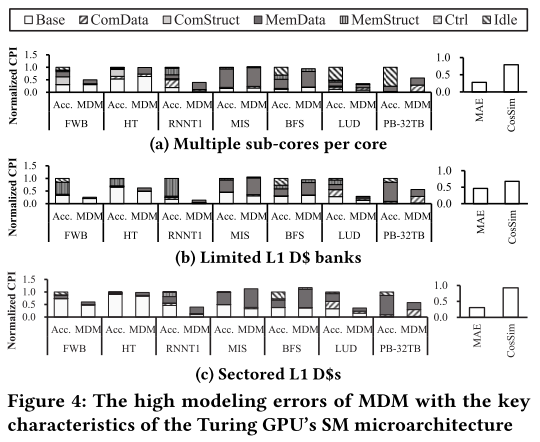 Base ComData ComStruct MemData MemStruct Ctrl Idle
Normalized CPI
1.5
1.0
0.5
0.0
Acc. MDM Acc. MDM Acc. MDM Acc. MDM Acc. MDM Acc. MDM Acc. MDM
FWB HT RNNT1 MIS BFS LUD PB-32TB
1.0
0.5
0.0
MAE
CosSim
(a) Multiple sub-cores per core
Normalized CPI
1.5
1.0
0.5
0.0
Acc. MDM Acc. MDM Acc. MDM Acc. MDM Acc. MDM Acc. MDM Acc. MDM
FWB HT RNNT1 MIS BFS LUD PB-32TB
1.0
0.5
0.0
MAE
CosSim
(b) Limited L1 D$ banks
Normalized CPI
1.5
1.0
0.5
0.0
Acc. MDM Acc. MDM Acc. MDM Acc. MDM Acc. MDM Acc. MDM Acc. MDM
FWB HT RNNT1 MIS BFS LUD PB-32TB
1.0
0.5
0.0
MAE
CosSim
(c) Sectored L1 D$s
Figure 4: The high modeling errors of MDM with the key
characteristics of the Turing GPU's SM microarchitecture